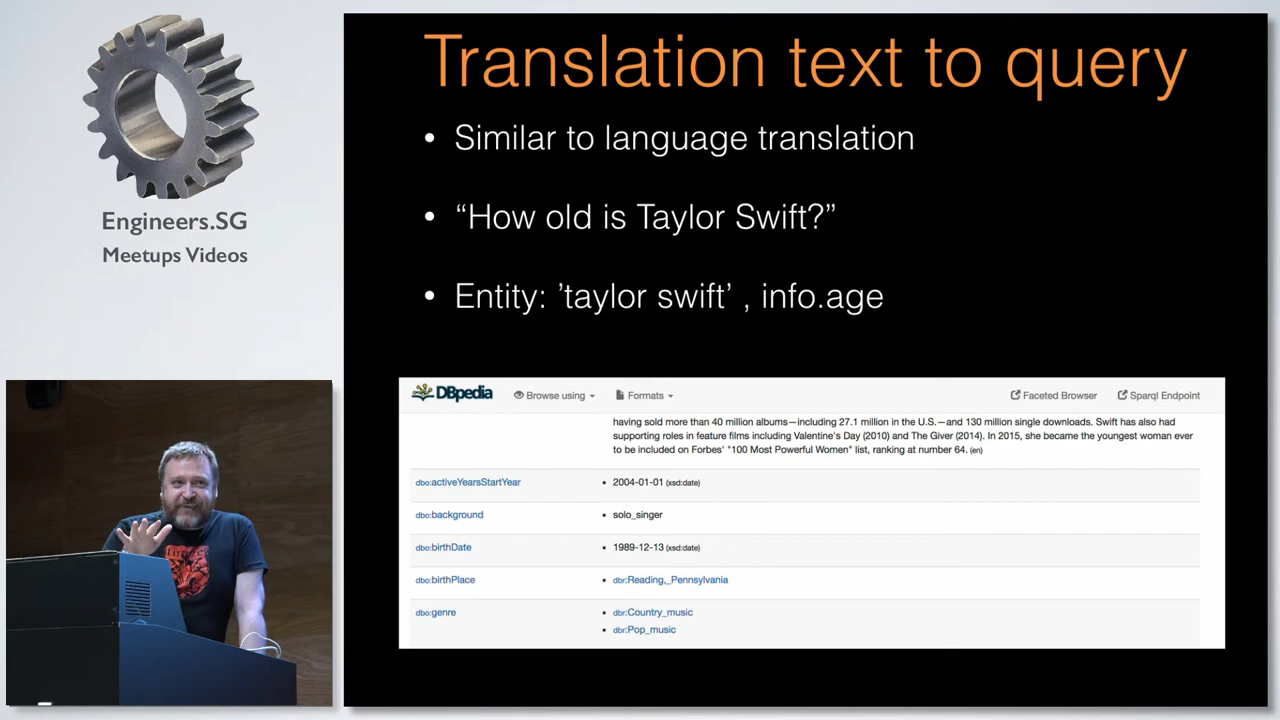 Engineers.SG
Meetups Videos
Translation text to query
• Similar to language translation
• “How old is Taylor Swift?”
• Entity: ’taylor swift’ , info.age
DBpedia Browse using Formats Faceted Browser Sparql Endpoint
having sold more than 40 million albums—including 27.1 million in the U.S.—and 130 million single downloads. Swift has also had
supporting roles in feature films including Valentine's Day (2010) and The Giver (2014). In 2015, she became the youngest woman ever
to be included on Forbes' "100 Most Powerful Women" list, ranking at number 64. (en)
dbo:activeYearsStartYear • 2004-01-01 (xsd:date)
dbo:background • solo_singer
dbo:birthDate • 1989-12-13 (xsd:date)
dbo:birthPlace • dbr:Reading,_Pennsylvania
dbo:genre • dbr:Country_music
• dbr:Pop_music